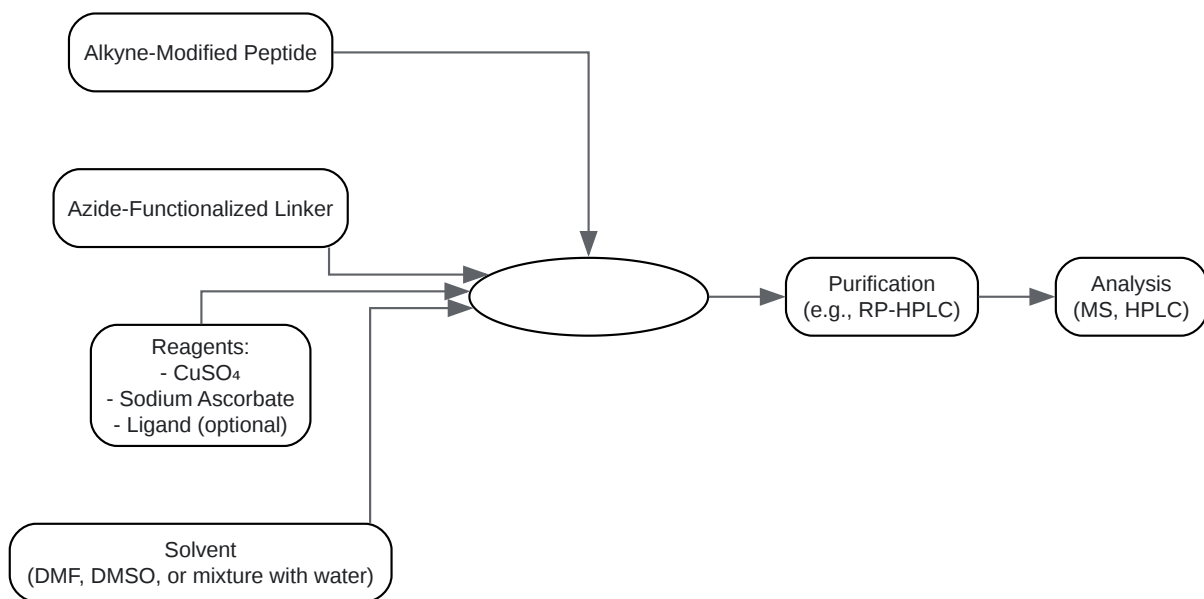 Alkyne-Modified Peptide
Azide-Functionalized Linker
Reagents:
- CuSO₄
- Sodium Ascorbate
- Ligand (optional)
Solvent
(DMF, DMSO, or mixture with water)
Purification
(e.g., RP-HPLC)
Analysis
(MS, HPLC)